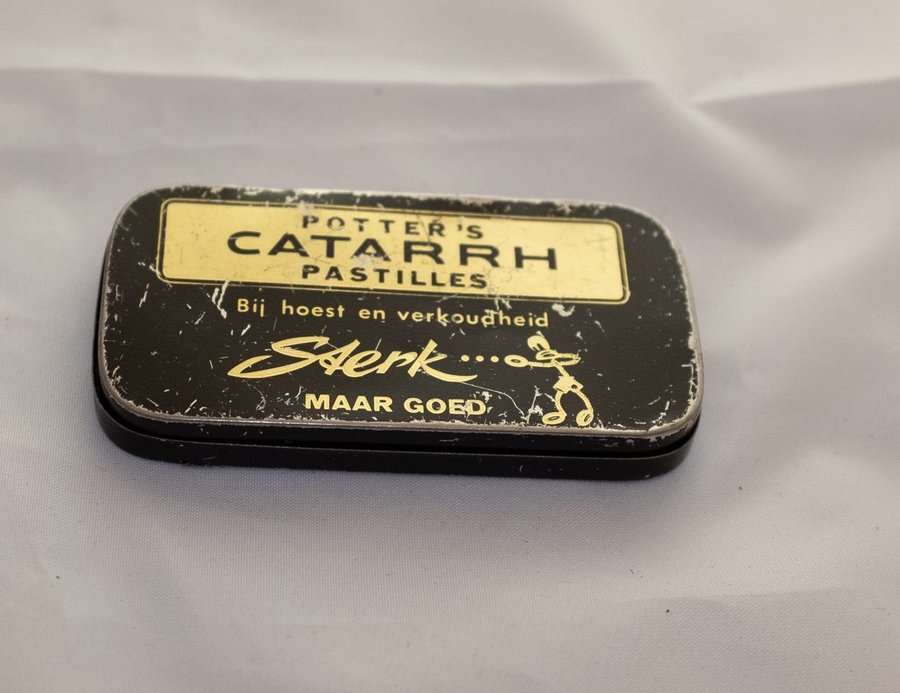 POTTER'S
CATARRH
PASTILLES
Bij hoest en verkoudheid
Sterk...
MAAR GOED